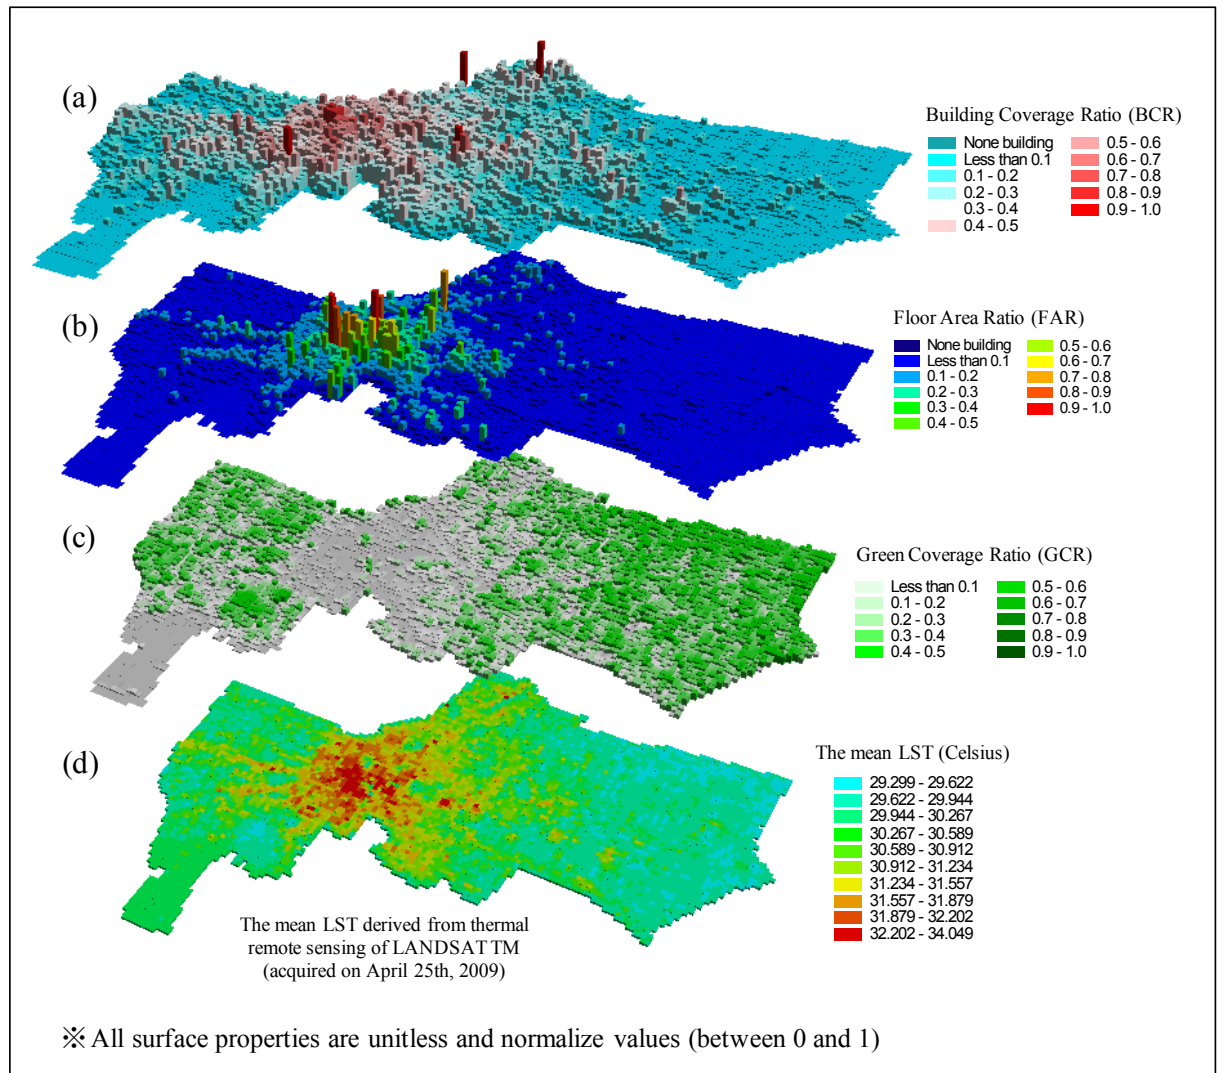 (a)
Building Coverage Ratio (BCR)
None building
Less than 0.1
0.1 - 0.2
0.2 - 0.3
0.3 - 0.4
0.4 - 0.5
0.5 - 0.6
0.6 - 0.7
0.7 - 0.8
0.8 - 0.9
0.9 - 1.0
(b)
Floor Area Ratio (FAR)
None building
Less than 0.1
0.1 - 0.2
0.2 - 0.3
0.3 - 0.4
0.4 - 0.5
0.5 - 0.6
0.6 - 0.7
0.7 - 0.8
0.8 - 0.9
0.9 - 1.0
(c)
Green Coverage Ratio (GCR)
Less than 0.1
0.1 - 0.2
0.2 - 0.3
0.3 - 0.4
0.4 - 0.5
0.5 - 0.6
0.6 - 0.7
0.7 - 0.8
0.8 - 0.9
0.9 - 1.0
(d)
The mean LST (Celsius)
29.299 - 29.622
29.622 - 29.944
29.944 - 30.267
30.267 - 30.589
30.589 - 30.912
30.912 - 31.234
31.234 - 31.557
31.557 - 31.879
31.879 - 32.202
32.202 - 34.049
The mean LST derived from thermal
remote sensing of LANDSAT TM
(acquired on April 25th, 2009)
※ All surface properties are unitless and normalize values (between 0 and 1)